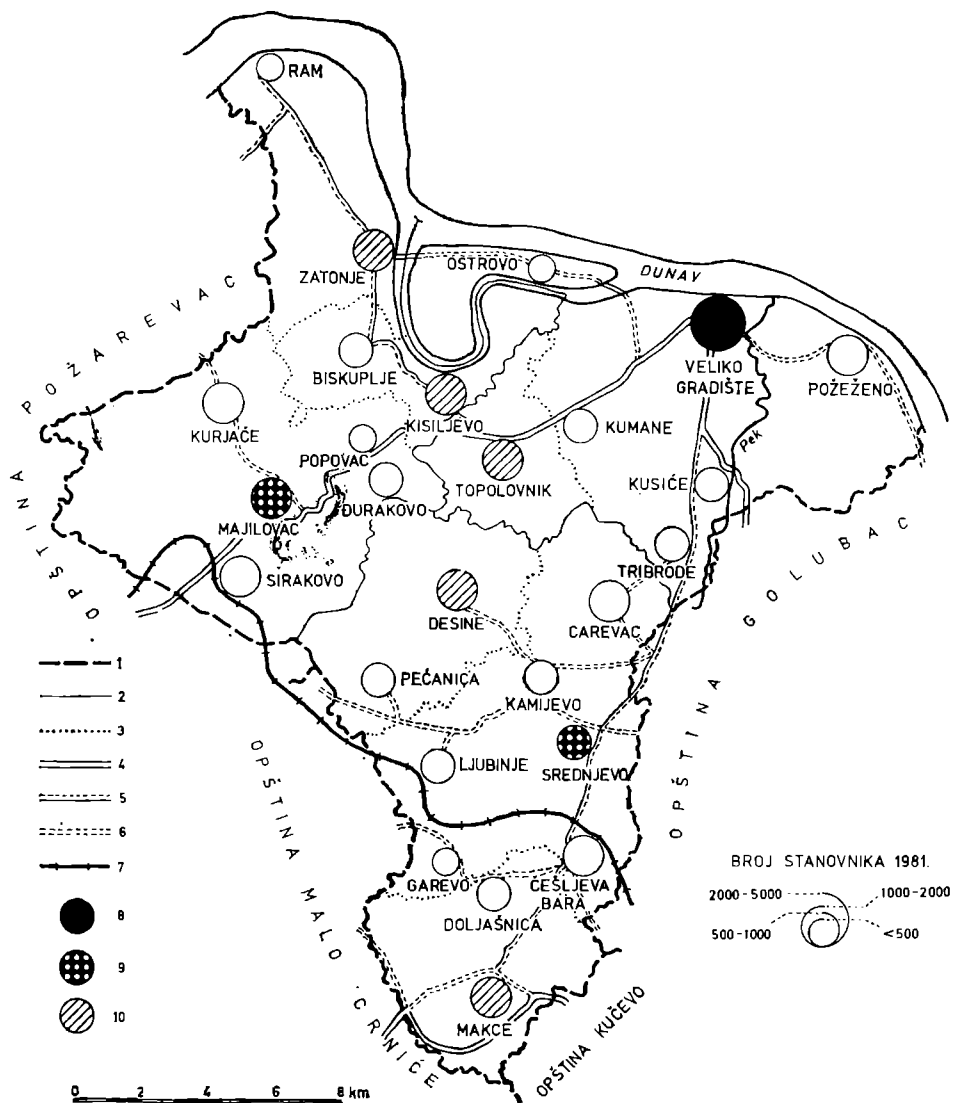 RAM
ZATONJE
OSTROVO
DUNAV
OPŠTINA POŽAREVAC
BISKUPLJE
VELIKO
GRADIŠTE
POŽEŽENO
KISILJEVO
KURJAČE
KUMANE
Pek
POPOVAC
TOPOLOVNIK
KUSIĆE
ĐURAKOVO
MAJILOVAC
SIRAKOVO
TRIBRODE
DESINE
CAREVAC
OPŠTINA GOLUBAC
PEĆANICA
KAMIJEVO
LJUBINJE
SREDNJEVO
OPŠTINA MALO CRNIĆE
GAREVO
ČEŠLJEVA
BARA
DOLJAŠNICA
MAKCE
OPŠTINA KUČEVO
1
2
3
4
5
6
7
8
9
10
BROJ STANOVNIKA 1981.
2000-5000
1000-2000
500-1000
<500
0 2 4 6 8 km